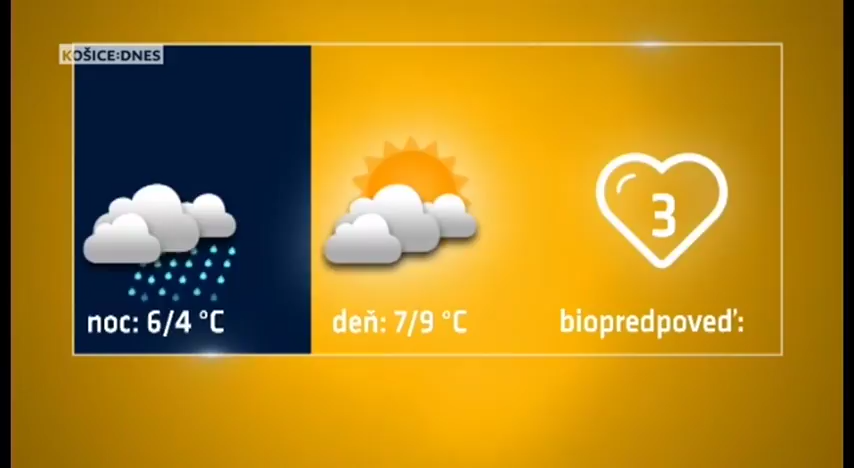 KOŠICE:DNES
noc: 6/4 °C
deň: 7/9 °C
3
biopredpoveď: